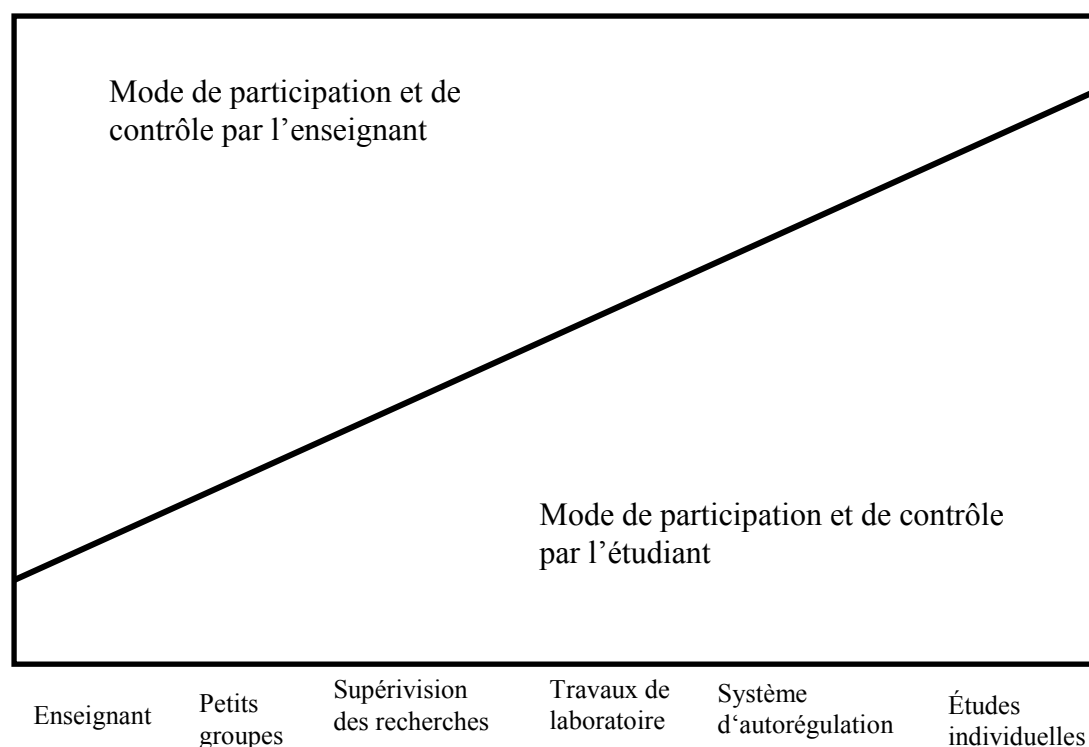 Mode de participation et de
contrôle par l’enseignant
Mode de participation et de contrôle
par l’étudiant
Enseignant
Petits
groupes
Supérivision
des recherches
Travaux de
laboratoire
Système
d‘autorégulation
Études
individuelles